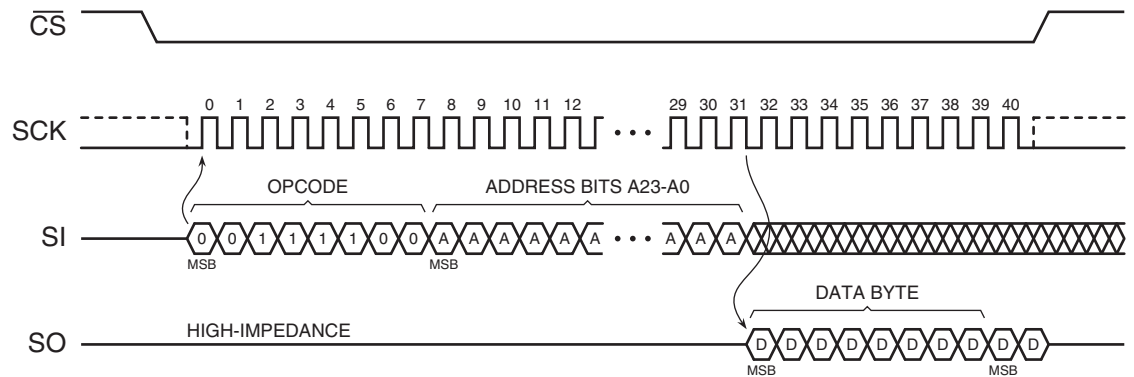 CS
0 1 2 3 4 5 6 7 8 9 10 11 12 29 30 31 32 33 34 35 36 37 38 39 40
SCK
OPCODE ADDRESS BITS A23-A0
SI 0 0 1 1 1 1 0 0 A A A A A A A A A
MSB MSB
DATA BYTE
HIGH-IMPEDANCE
SO D D D D D D D D D D
MSB MSB